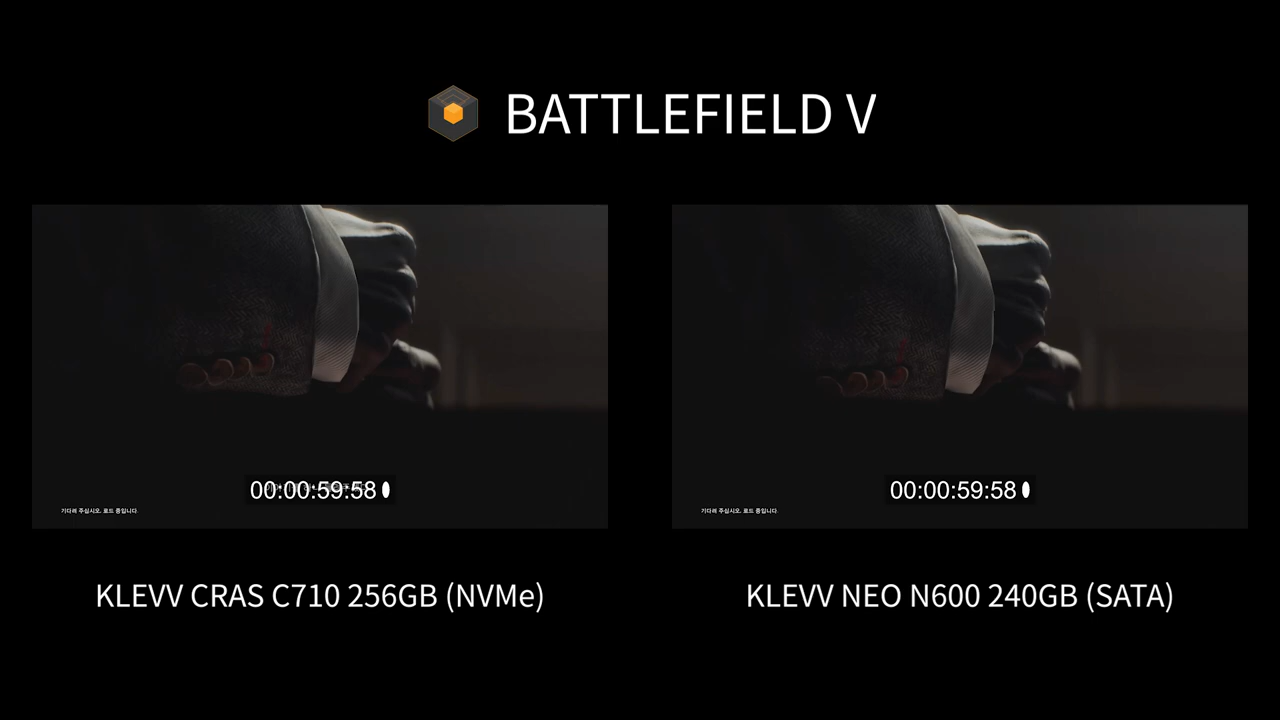 BATTLEFIELD V
00:00:59:58
기다려 주십시오. 로드 중입니다.
00:00:59:58
기다려 주십시오. 로드 중입니다.
KLEVV CRAS C710 256GB (NVMe)
KLEVV NEO N600 240GB (SATA)